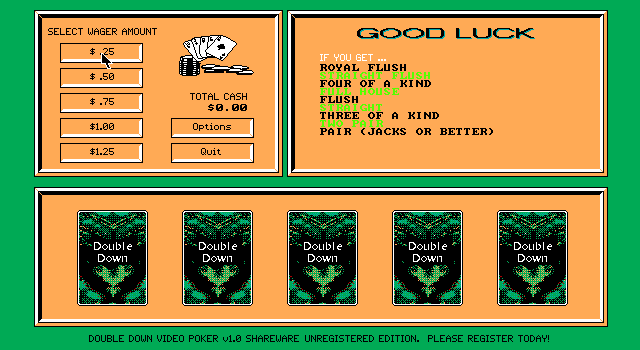 SELECT WAGER AMOUNT
$ .25
$ .50
$ .75
$1.00
$1.25
TOTAL CASH
$0.00
Options
Quit
GOOD LUCK
IF YOU GET ...
ROYAL FLUSH
STRAIGHT FLUSH
FOUR OF A KIND
FULL HOUSE
FLUSH
STRAIGHT
THREE OF A KIND
TWO PAIR
PAIR (JACKS OR BETTER)
Double Down
Double Down
Double Down
Double Down
Double Down
DOUBLE DOWN VIDEO POKER v1.0 SHAREWARE UNREGISTERED EDITION. PLEASE REGISTER TODAY!